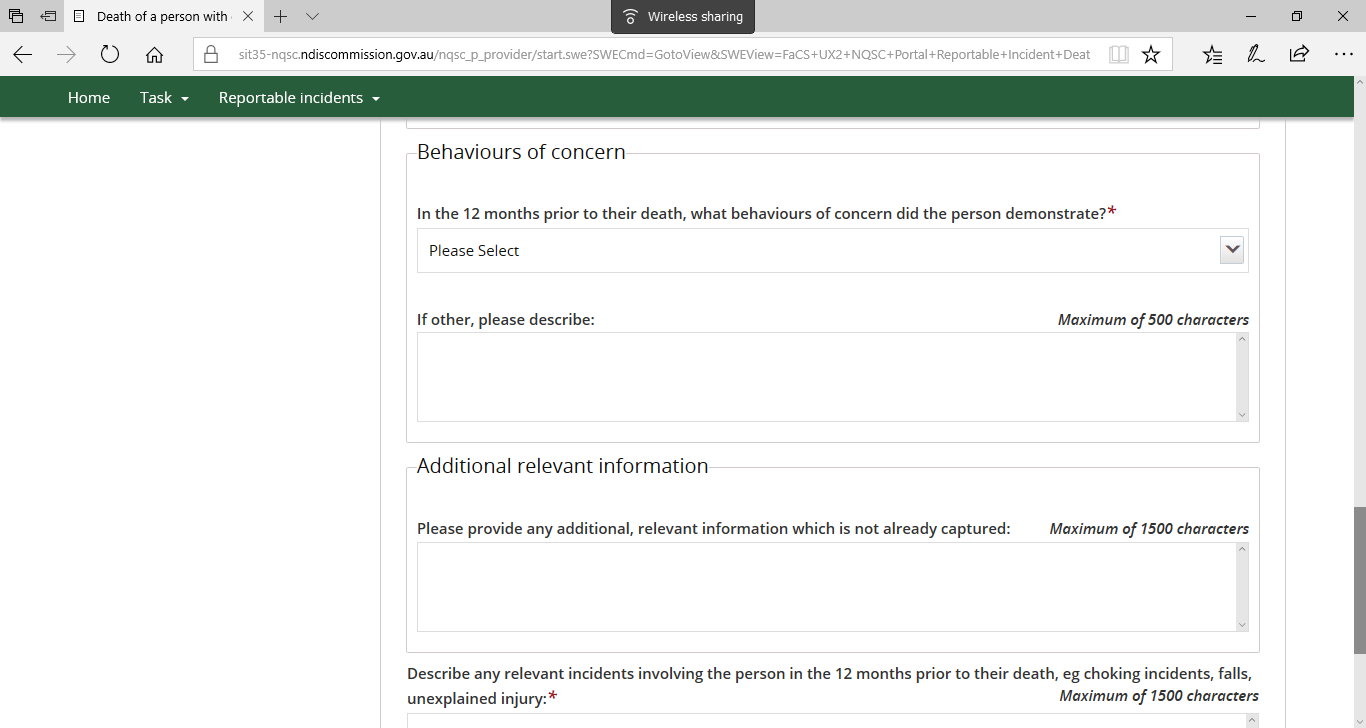 Death of a person with
Wireless sharing
sit35-nqsc.ndiscommission.gov.au/nqsc_p_provider/start.swe?SWECmd=GotoView&SWEView=FaCS+UX2+NQSC+Portal+Reportable+Incident+Deat
Home Task Reportable incidents
Behaviours of concern
In the 12 months prior to their death, what behaviours of concern did the person demonstrate?*
Please Select
If other, please describe: Maximum of 500 characters
Additional relevant information
Please provide any additional, relevant information which is not already captured: Maximum of 1500 characters
Describe any relevant incidents involving the person in the 12 months prior to their death, eg choking incidents, falls,
unexplained injury:* Maximum of 1500 characters